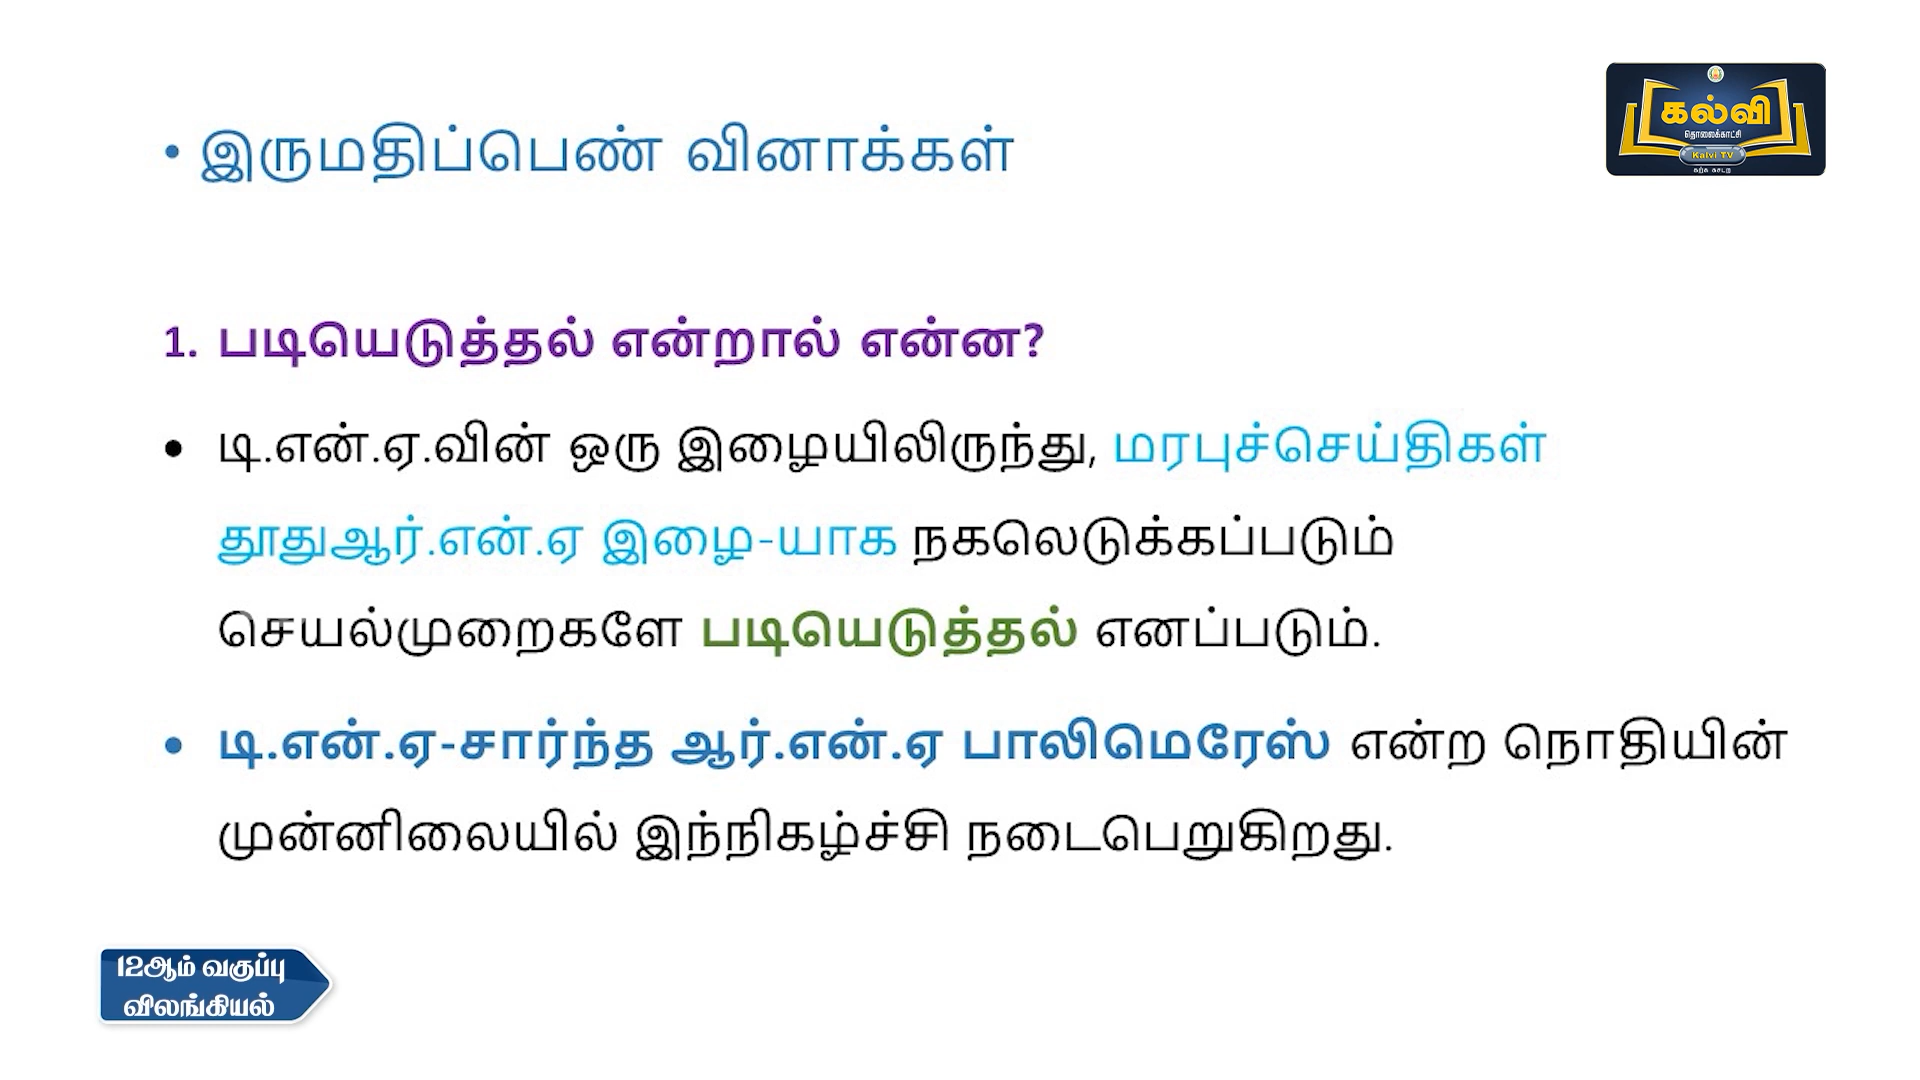 • இருமதிப்பெண் வினாக்கள்
கல்வி
தொலைக்காட்சி
Kalvi TV
கற்க கசடற
1. படியெடுத்தல் என்றால் என்ன?
• டி.என்.ஏ.வின் ஒரு இழையிலிருந்து, மரபுச்செய்திகள்
தூதுஆர்.என்.ஏ இழை-யாக நகலெடுக்கப்படும்
செயல்முறைகளே படியெடுத்தல் எனப்படும்.
• டி.என்.ஏ-சார்ந்த ஆர்.என்.ஏ பாலிமெரேஸ் என்ற நொதியின்
முன்னிலையில் இந்நிகழ்ச்சி நடைபெறுகிறது.
12ஆம் வகுப்பு
விலங்கியல்